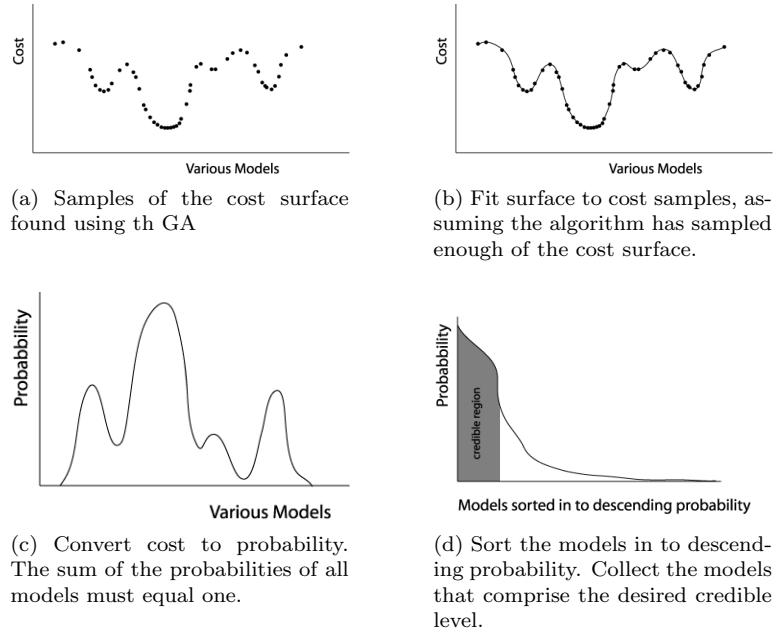 Cost
Various Models
(a) Samples of the cost surface
found using th GA
Cost
Various Models
(b) Fit surface to cost samples, as-
suming the algorithm has sampled
enough of the cost surface.
Probabbility
Various Models
(c) Convert cost to probability.
The sum of the probabilities of all
models must equal one.
Probabbility
credible region
Models sorted in to descending probability
(d) Sort the models in to descend-
ing probability. Collect the models
that comprise the desired credible
level.